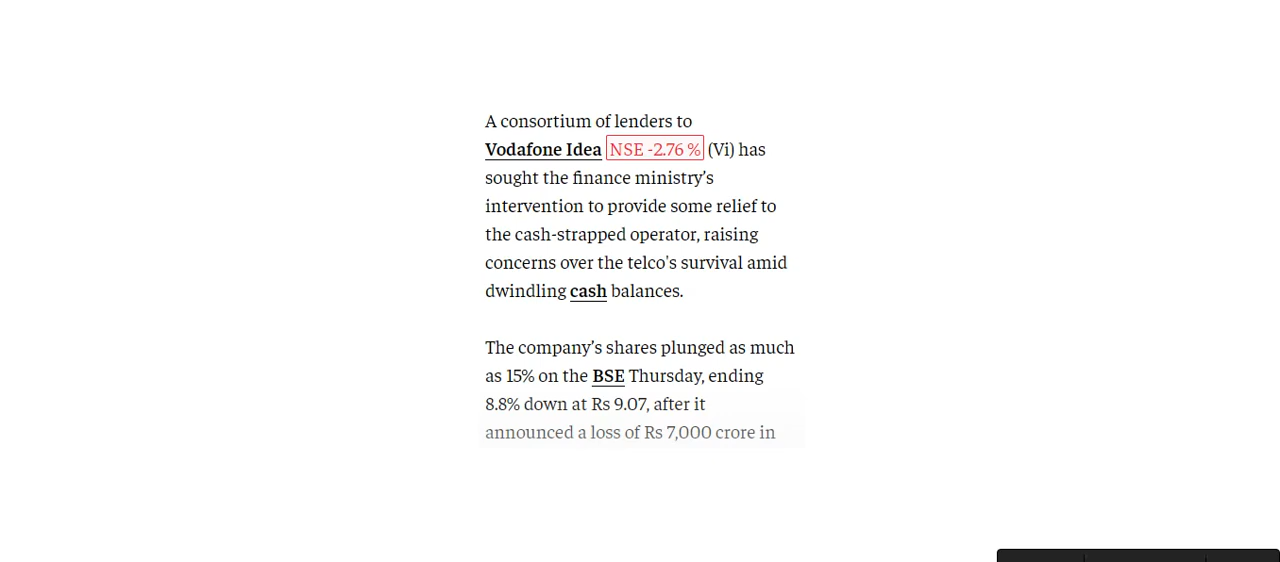 A consortium of lenders to
Vodafone Idea NSE -2.76 % (Vi) has
sought the finance ministry’s
intervention to provide some relief to
the cash-strapped operator, raising
concerns over the telco's survival amid
dwindling cash balances.
The company’s shares plunged as much
as 15% on the BSE Thursday, ending
8.8% down at Rs 9.07, after it
announced a loss of Rs 7,000 crore in